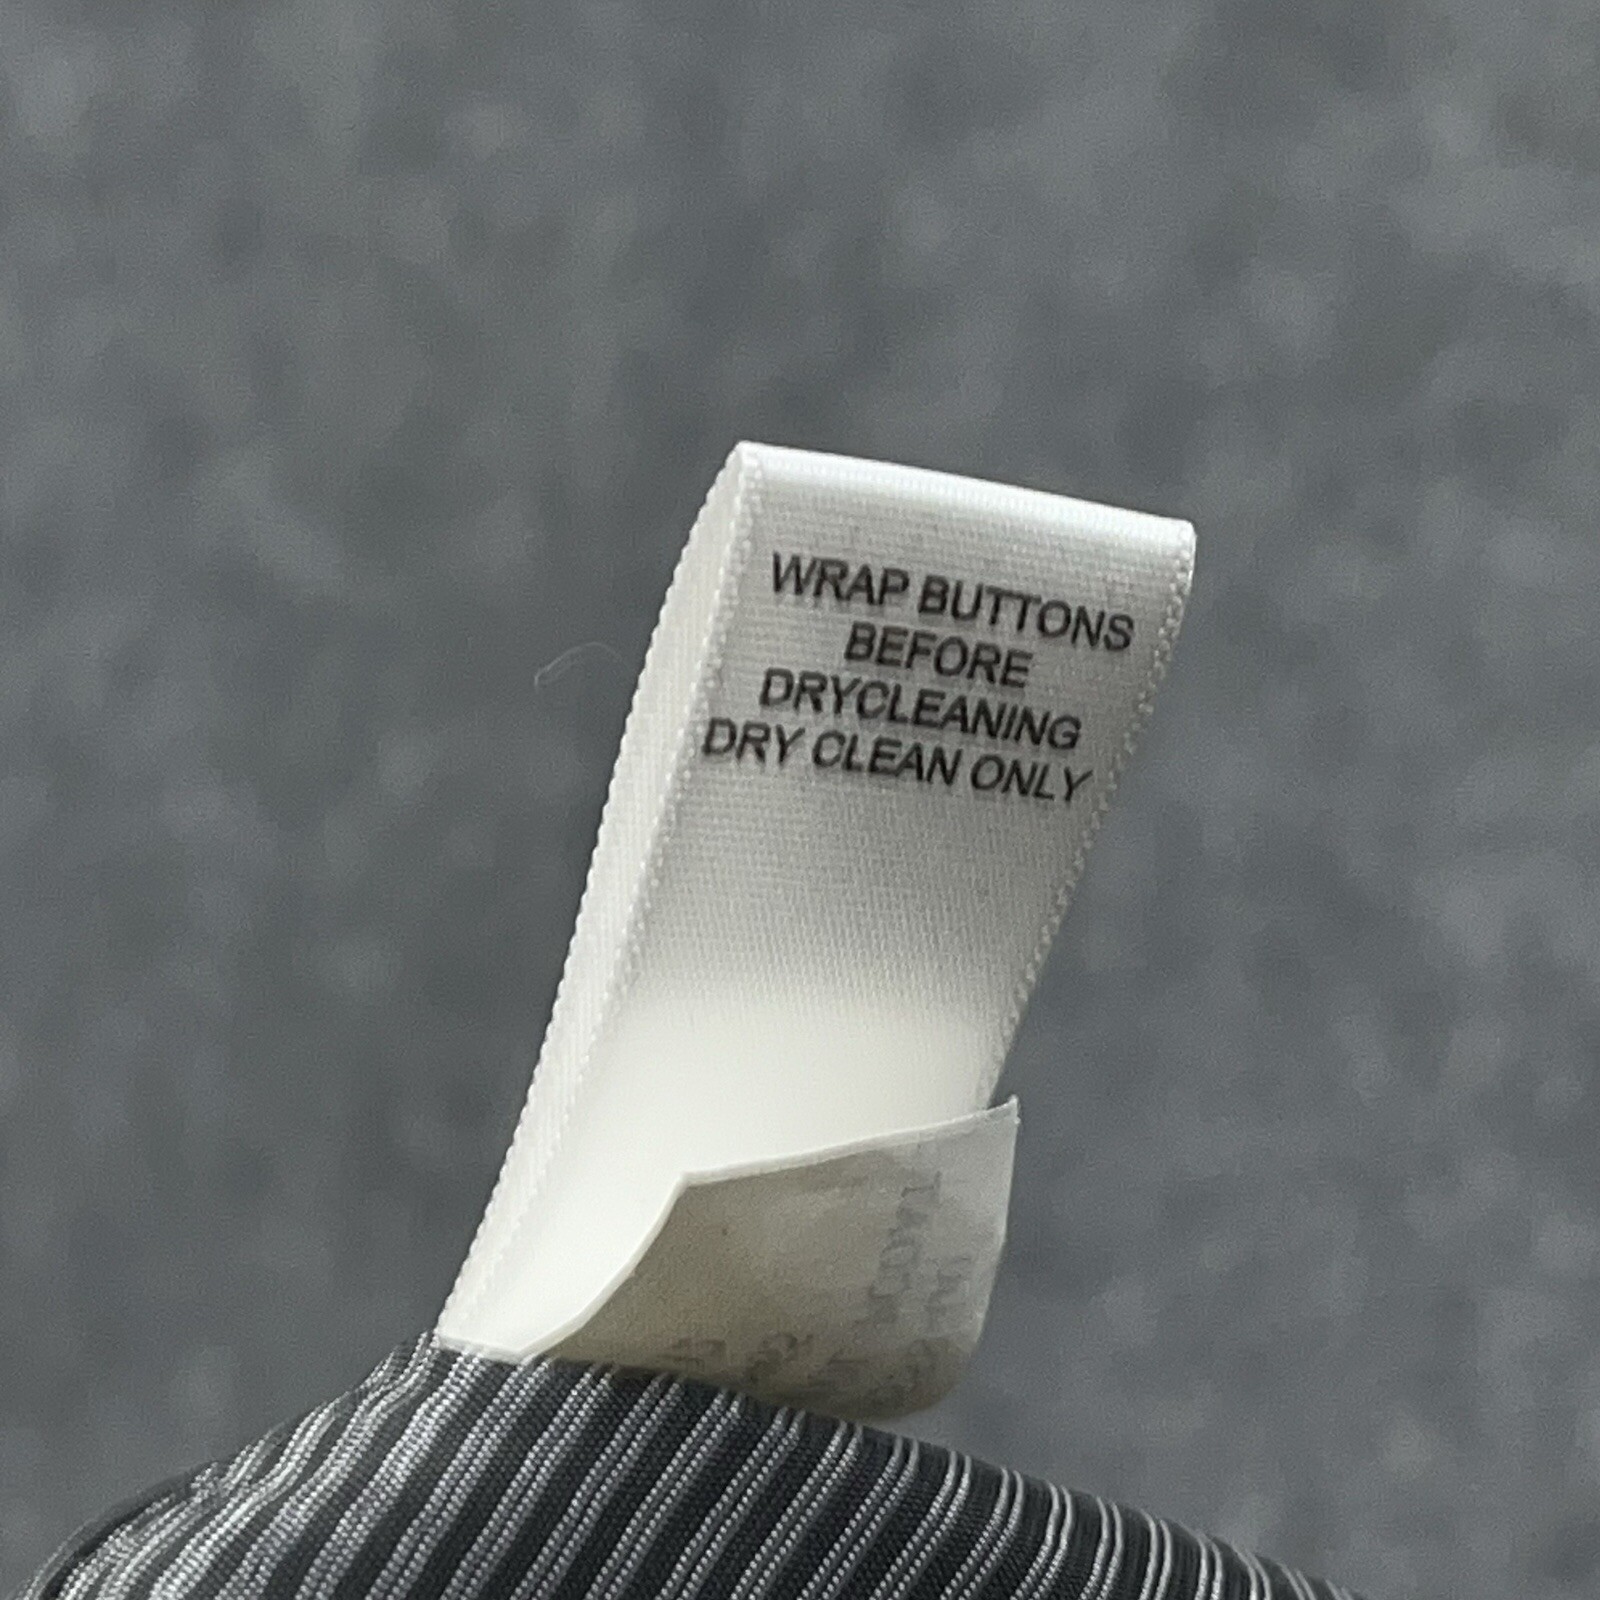 WRAP BUTTONS
BEFORE
DRYCLEANING
DRY CLEAN ONLY